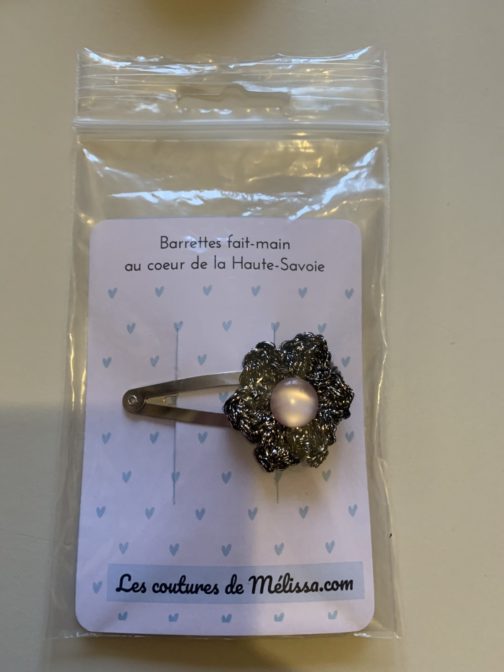 Barrettes fait-main
au coeur de la Haute-Savoie
Les coutures de Mélissa.com